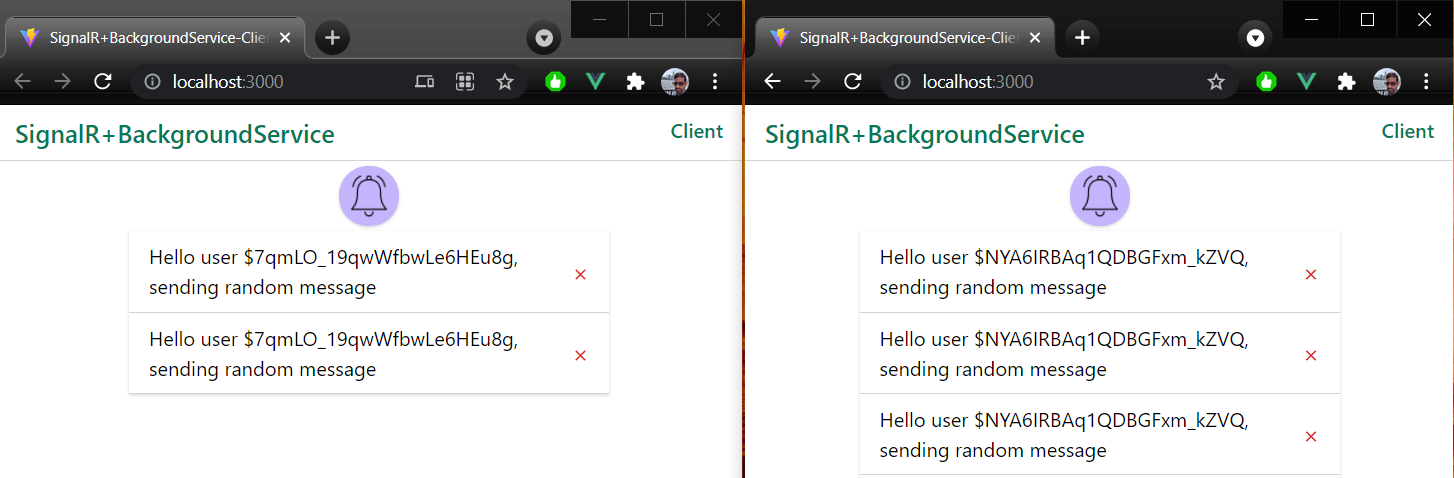 SignalR+BackgroundService-Clie
localhost:3000
SignalR+BackgroundService
Client
Hello user $7qmLO_19qwWfbwLe6HEu8g,
sending random message
Hello user $7qmLO_19qwWfbwLe6HEu8g,
sending random message
SignalR+BackgroundService-Clie
localhost:3000
SignalR+BackgroundService
Client
Hello user $NYA6IRBAq1QDBGFxm_kZVQ,
sending random message
Hello user $NYA6IRBAq1QDBGFxm_kZVQ,
sending random message
Hello user $NYA6IRBAq1QDBGFxm_kZVQ,
sending random message